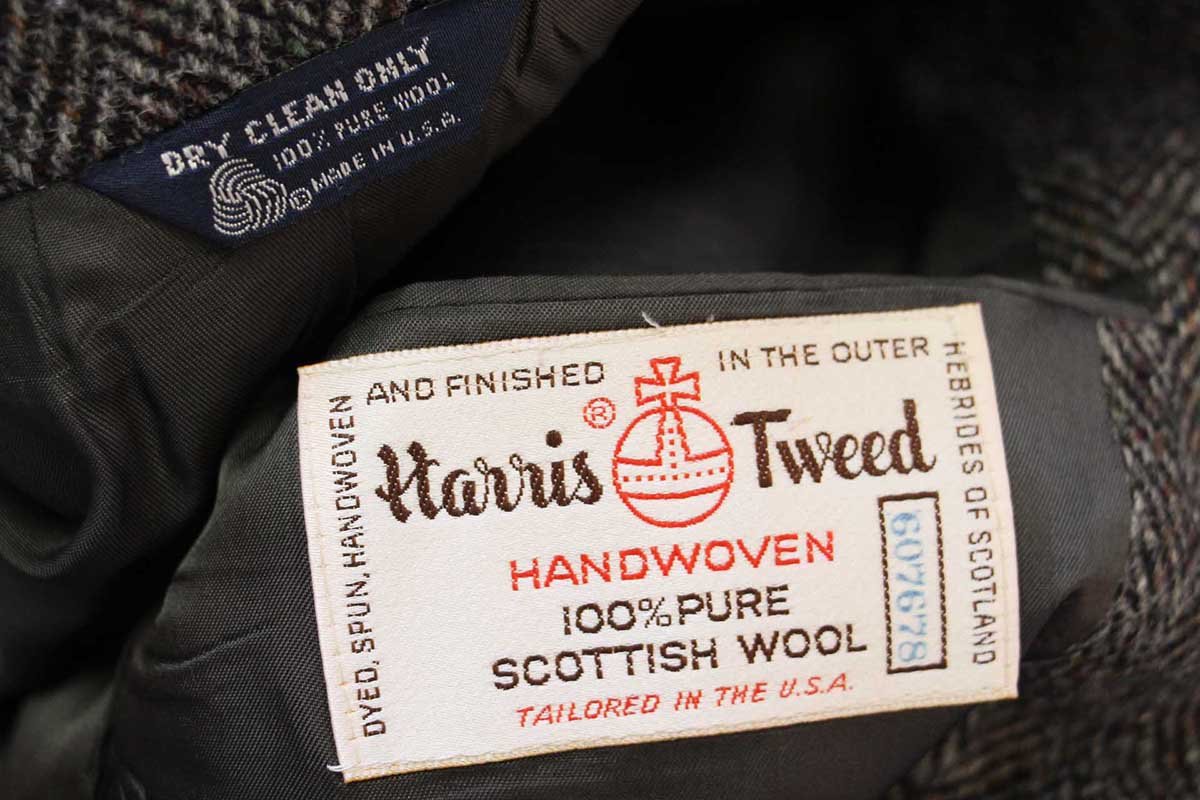 DRY CLEAN ONLY
100% PURE WOOL
® MADE IN U.S.A.
DYED, SPUN, HANDWOVEN
AND FINISHED IN THE OUTER
HEBRIDES OF SCOTLAND
Harris ® Tweed
HANDWOVEN
100% PURE
SCOTTISH WOOL
TAILORED IN THE U.S.A.
607678